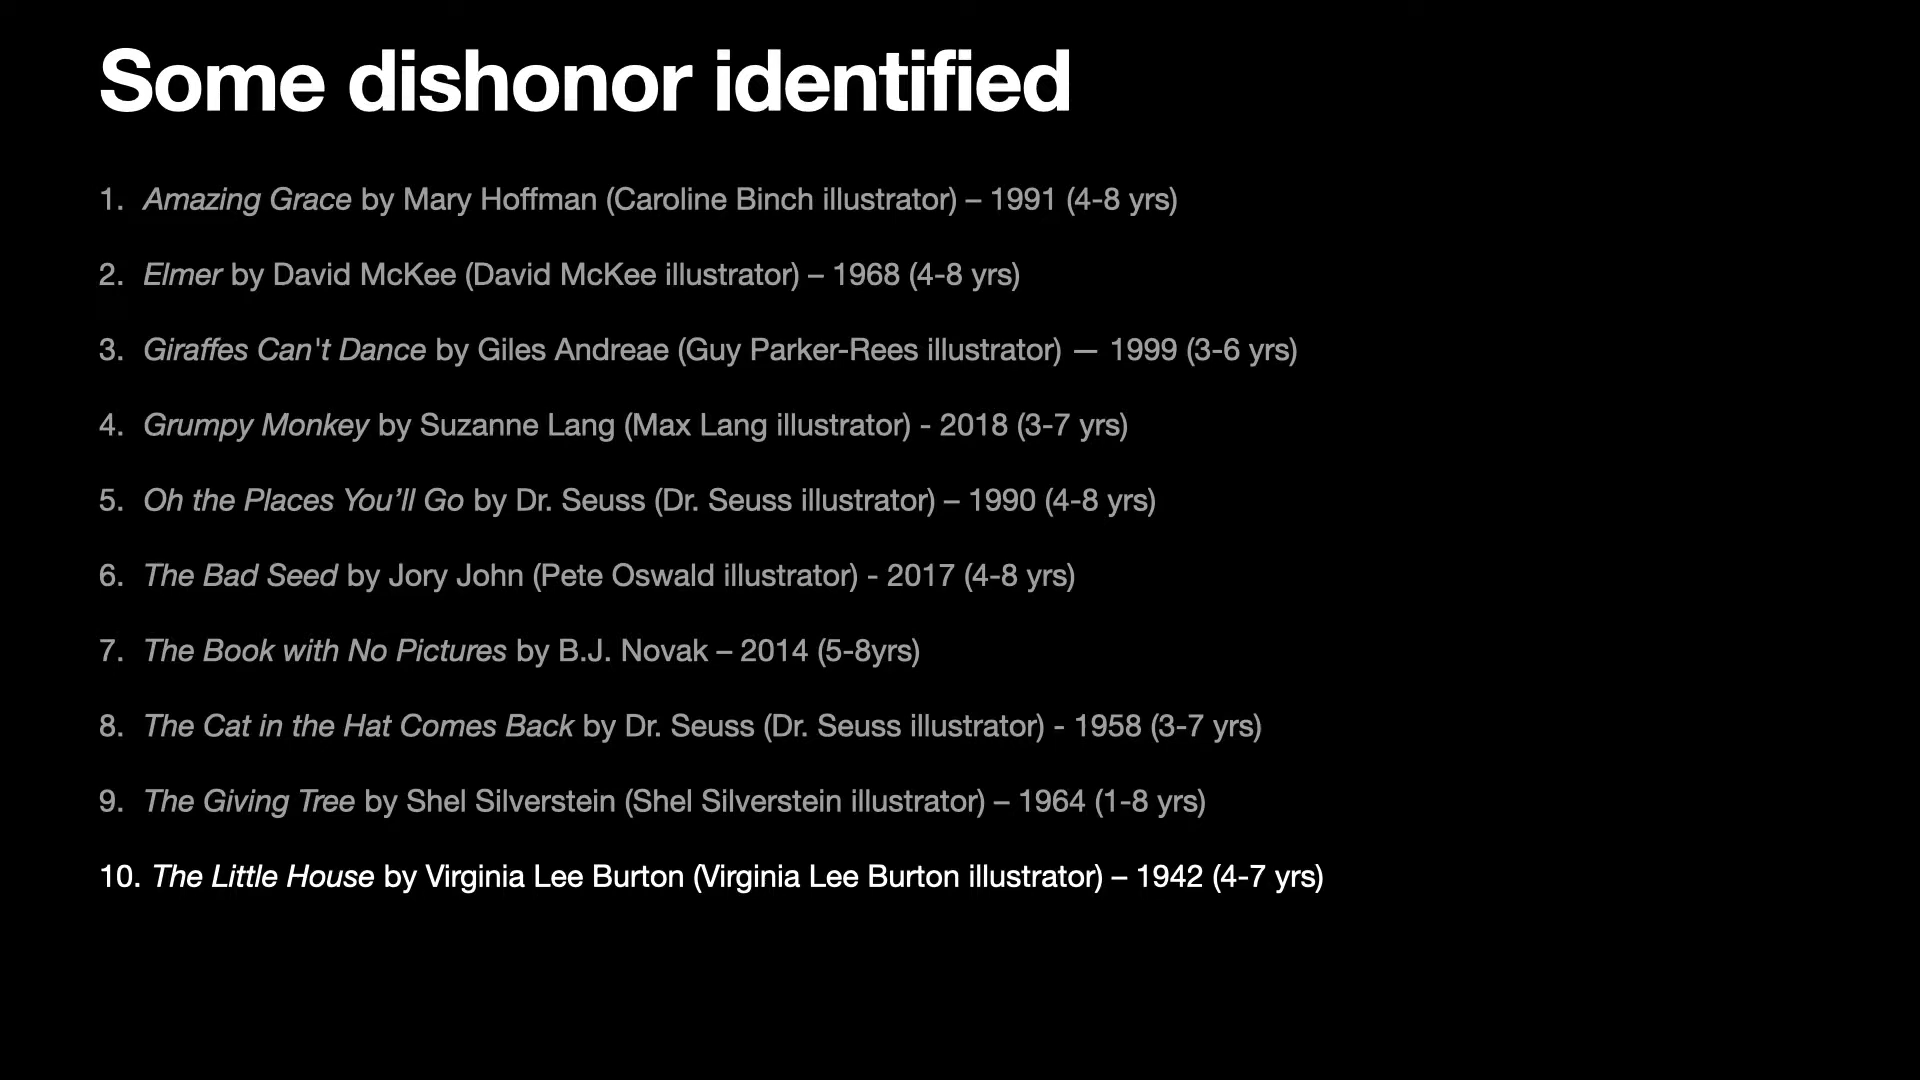 Some dishonor identified
1. Amazing Grace by Mary Hoffman (Caroline Binch illustrator) – 1991 (4-8 yrs)
2. Elmer by David McKee (David McKee illustrator) – 1968 (4-8 yrs)
3. Giraffes Can't Dance by Giles Andreae (Guy Parker-Rees illustrator) — 1999 (3-6 yrs)
4. Grumpy Monkey by Suzanne Lang (Max Lang illustrator) - 2018 (3-7 yrs)
5. Oh the Places You’ll Go by Dr. Seuss (Dr. Seuss illustrator) – 1990 (4-8 yrs)
6. The Bad Seed by Jory John (Pete Oswald illustrator) - 2017 (4-8 yrs)
7. The Book with No Pictures by B.J. Novak – 2014 (5-8yrs)
8. The Cat in the Hat Comes Back by Dr. Seuss (Dr. Seuss illustrator) - 1958 (3-7 yrs)
9. The Giving Tree by Shel Silverstein (Shel Silverstein illustrator) – 1964 (1-8 yrs)
10. The Little House by Virginia Lee Burton (Virginia Lee Burton illustrator) – 1942 (4-7 yrs)